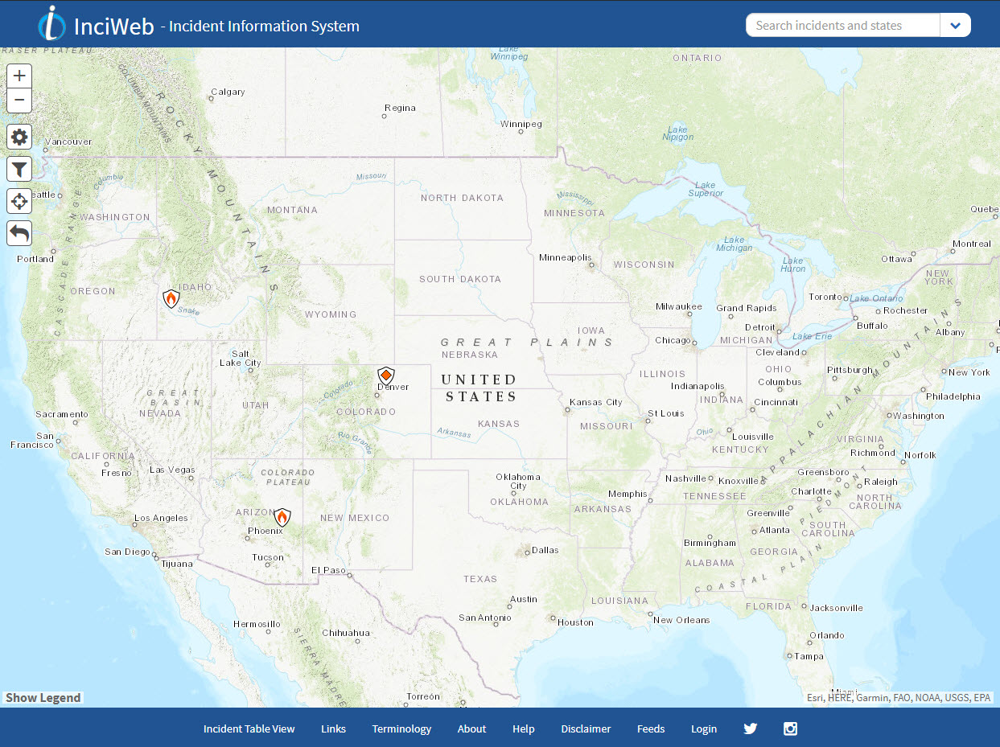 InciWeb - Incident Information System
Search incidents and states
RASER PLATEAU
COLUMBIA MOUNTAINS
ROCKY MOUNTAINS
Calgary
Regina
Lake
Winnipeg
Winnipeg
ONTARIO
Lake
Nipigon
Vancouver
Columbia
Missouri
Mississippi
Lake
Superior
eattle
WASHINGTON
MONTANA
NORTH DAKOTA
MINNESOTA
Quebe
CASCADE RANGE
Portland
Minneapolis
WISCONSIN
Lake
Michigan
Lake
Huron
Ottawa
Montreal
OREGON
IDAHO
Snake
SOUTH DAKOTA
NEW
YORK
WYOMING
Milwaukee
Grand Rapids
Toronto
Lake Ontario
Rochester
Buffalo
Albany
IOWA
Chicago
MICHIGAN
Detroit
Lake Erie
GREAT PLAINS
NEBRASKA
Cleveland
Salt
Lake City
UNITED
STATES
Denver
Colorado
ILLINOIS
OHIO
Pittsburgh
New York
Indianapolis
Columbus
GREAT
BASIN
NEVADA
UTAH
COLORADO
Kansas City
INDIANA
Cincinnati
Philadelphia
Sacramento
KANSAS
MISSOURI
St Louis
Washington
San
Francisco
Rio Grande
Arkansas
Ohio
Louisville
KENTUCKY
VIRGINIA
Richmond
Norfolk
APPALACHIAN MOUNTAINS
CALIFORNIA
Fresno
Las Vegas
COLORADO
PLATEAU
Oklahoma
City
OKLAHOMA
Nashville
Knoxville
Greensboro
Raleigh
Memphis
TENNESSEE
Charlotte
NORTH
CAROLINA
Los Angeles
ARIZON
NEW MEXICO
ARKANSAS
Greenville
PIEDMONT
Phoenix
Atlanta
SOUTH
CAROLINA
San Diego
Tijuana
Tucson
El Paso
Dallas
Birmingham
ALABAMA
GEORGIA
COASTAL PLAIN
TEXAS
Austin
LOUISIANA
FLORIDA
Jacksonville
Hermosillo
Chihuahua
San Antonio
Houston
New Orleans
Orlando
Tampa
SIERRA MADRE
Torreón
Miami
Show Legend
Esri, HERE, Garmin, FAO, NOAA, USGS, EPA
Incident Table View
Links
Terminology
About
Help
Disclaimer
Feeds
Login